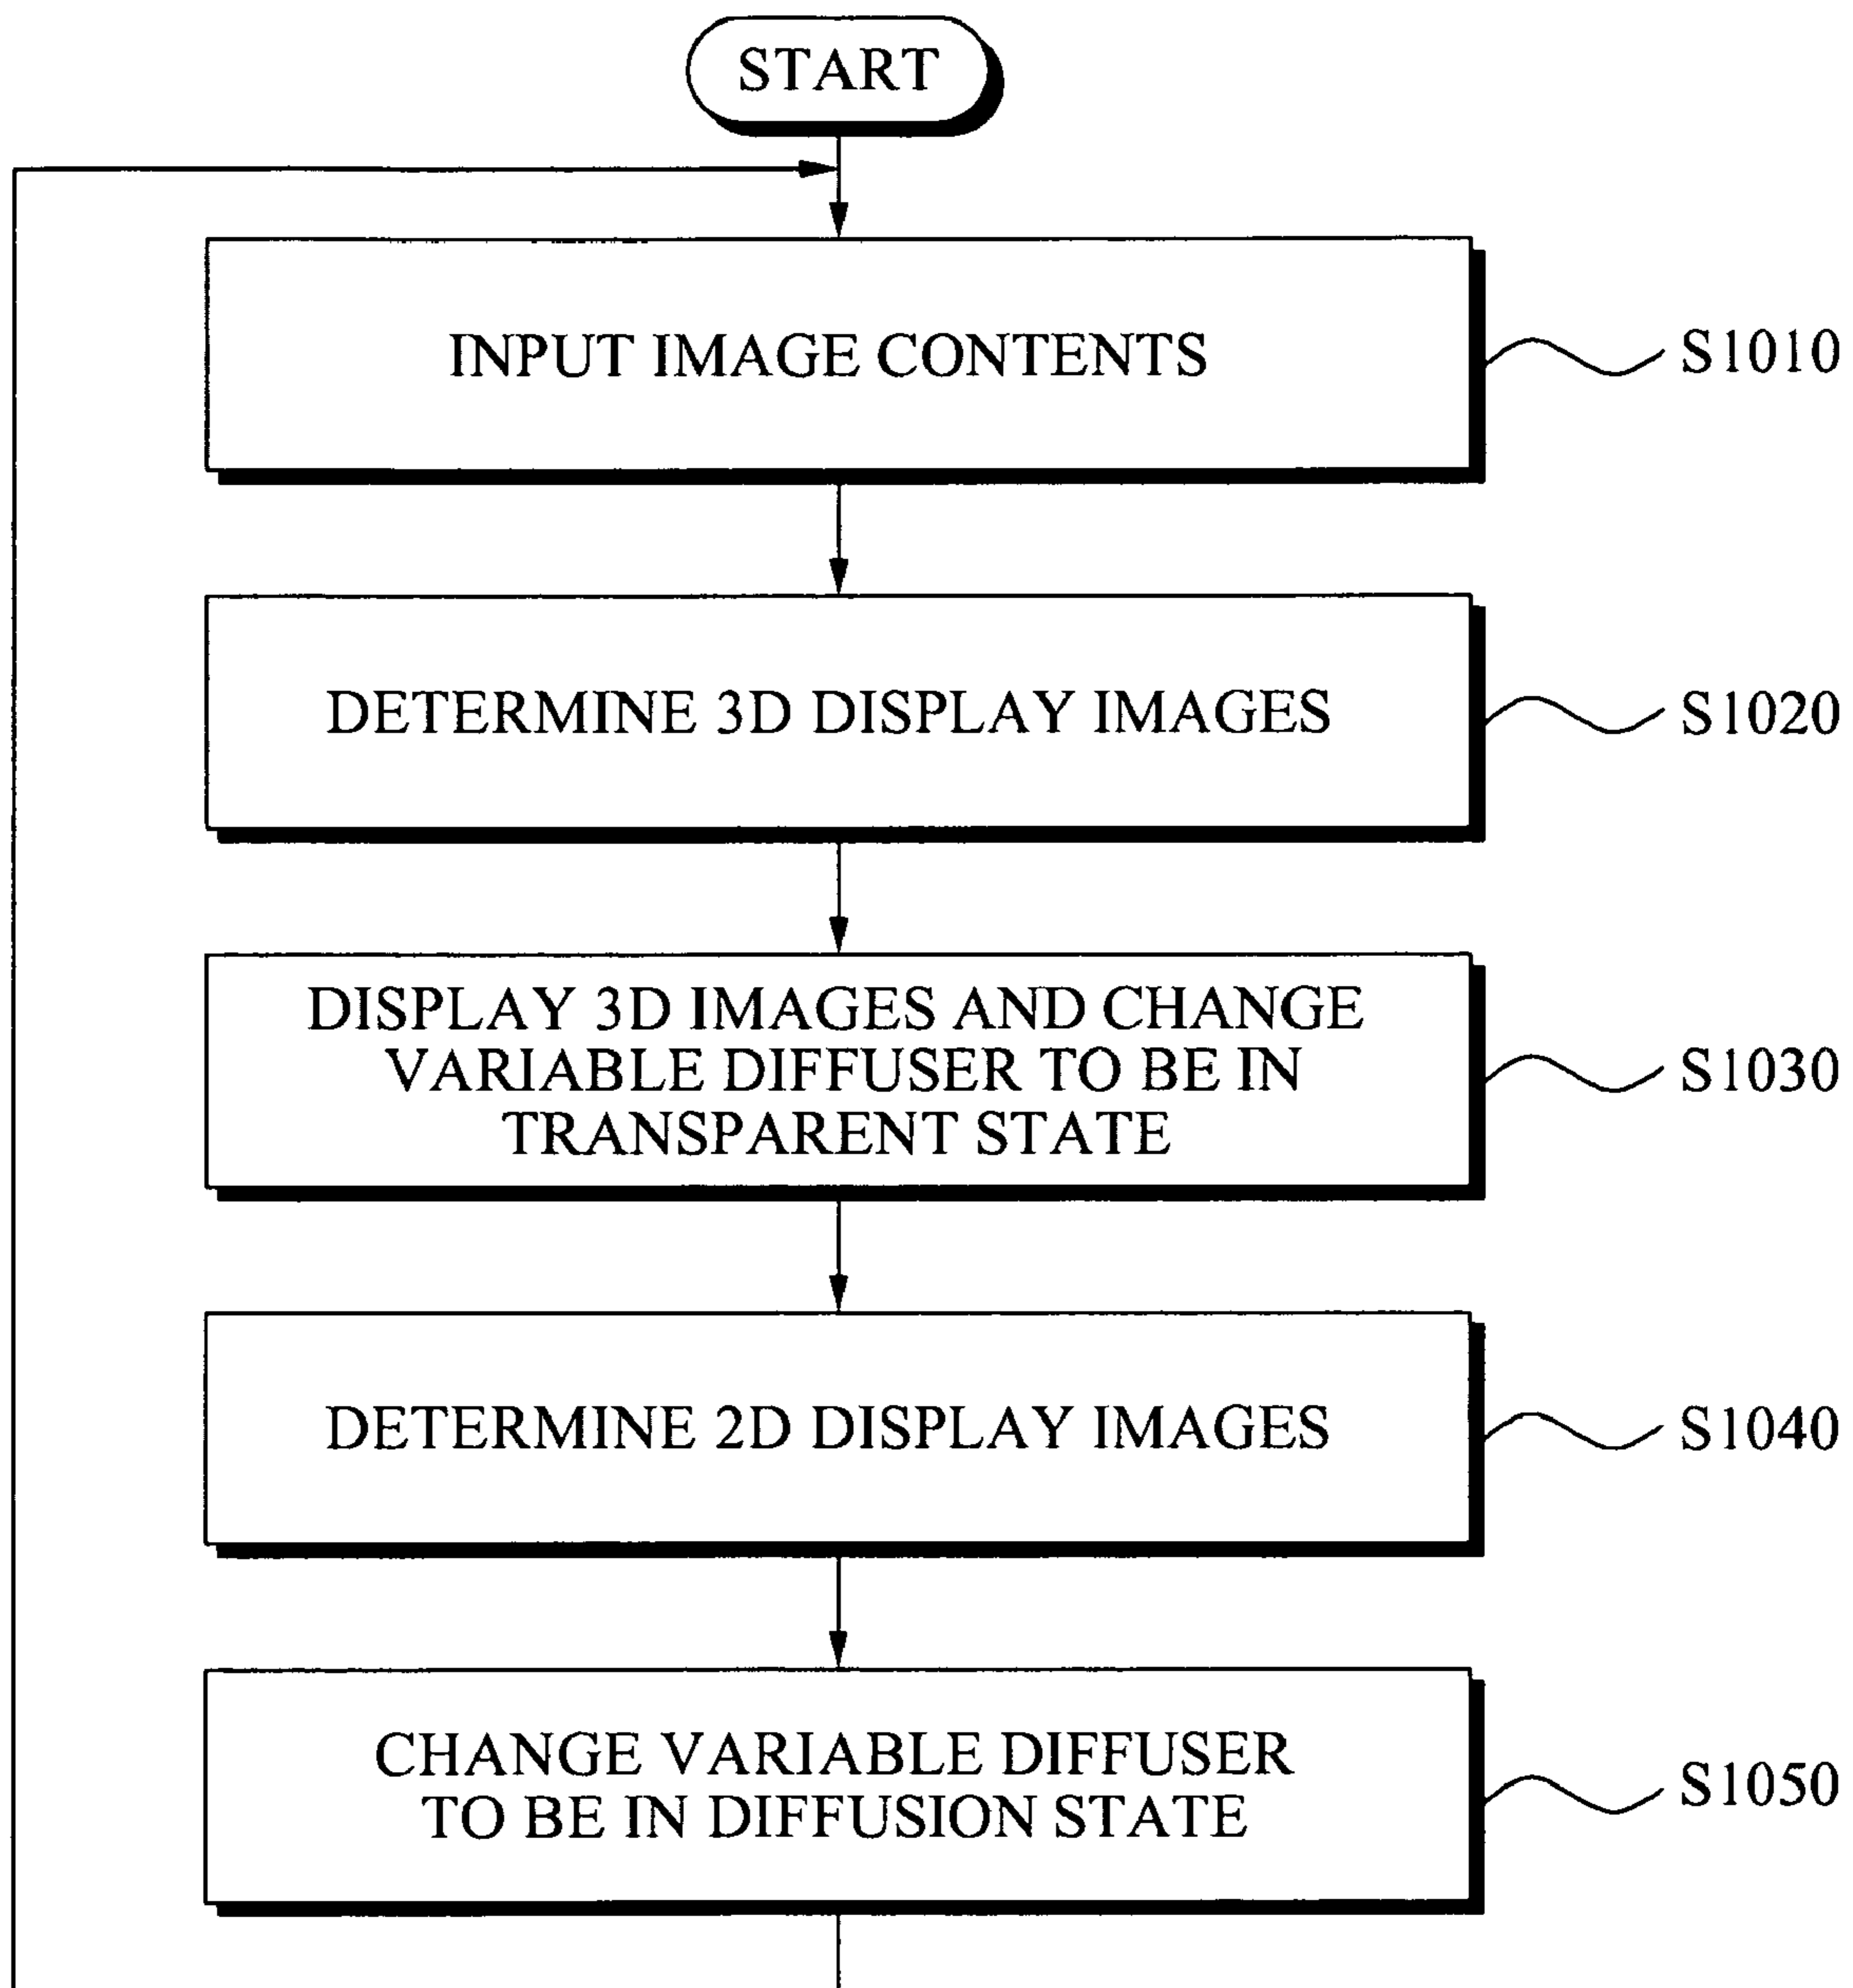 START
INPUT IMAGE CONTENTS
S1010
DETERMINE 3D DISPLAY IMAGES
S1020
DISPLAY 3D IMAGES AND CHANGE
VARIABLE DIFFUSER TO BE IN
TRANSPARENT STATE
S1030
DETERMINE 2D DISPLAY IMAGES
S1040
CHANGE VARIABLE DIFFUSER
TO BE IN DIFFUSION STATE
S1050